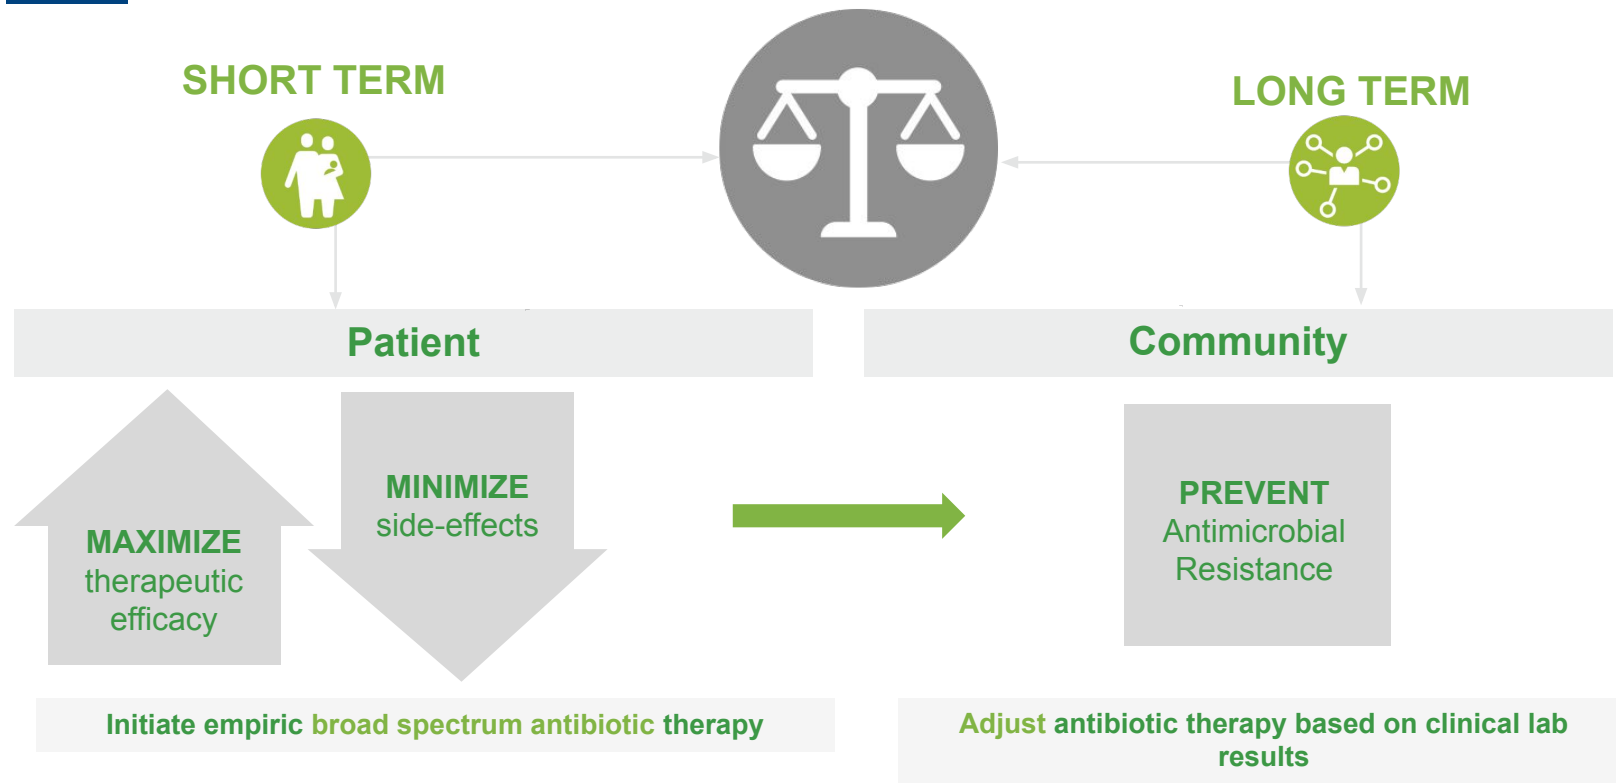 SHORT TERM
LONG TERM
Patient
Community
MAXIMIZE
therapeutic
efficacy
MINIMIZE
side-effects
PREVENT
Antimicrobial
Resistance
Initiate empiric broad spectrum antibiotic therapy
Adjust antibiotic therapy based on clinical lab
results